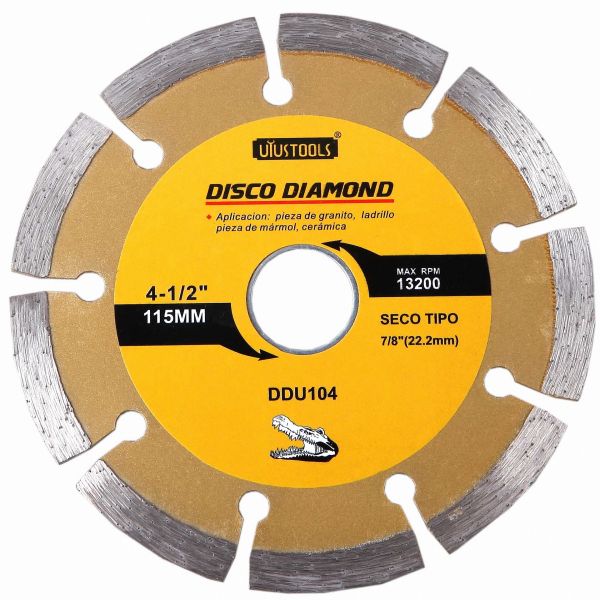 UYUSTOOLS®
DISCO DIAMOND
Aplicacion: pieza de granito, ladrillo
pieza de mármol, cerámica
4-1/2"
115MM
MAX RPM
13200
SECO TIPO
7/8"(22.2mm)
DDU104